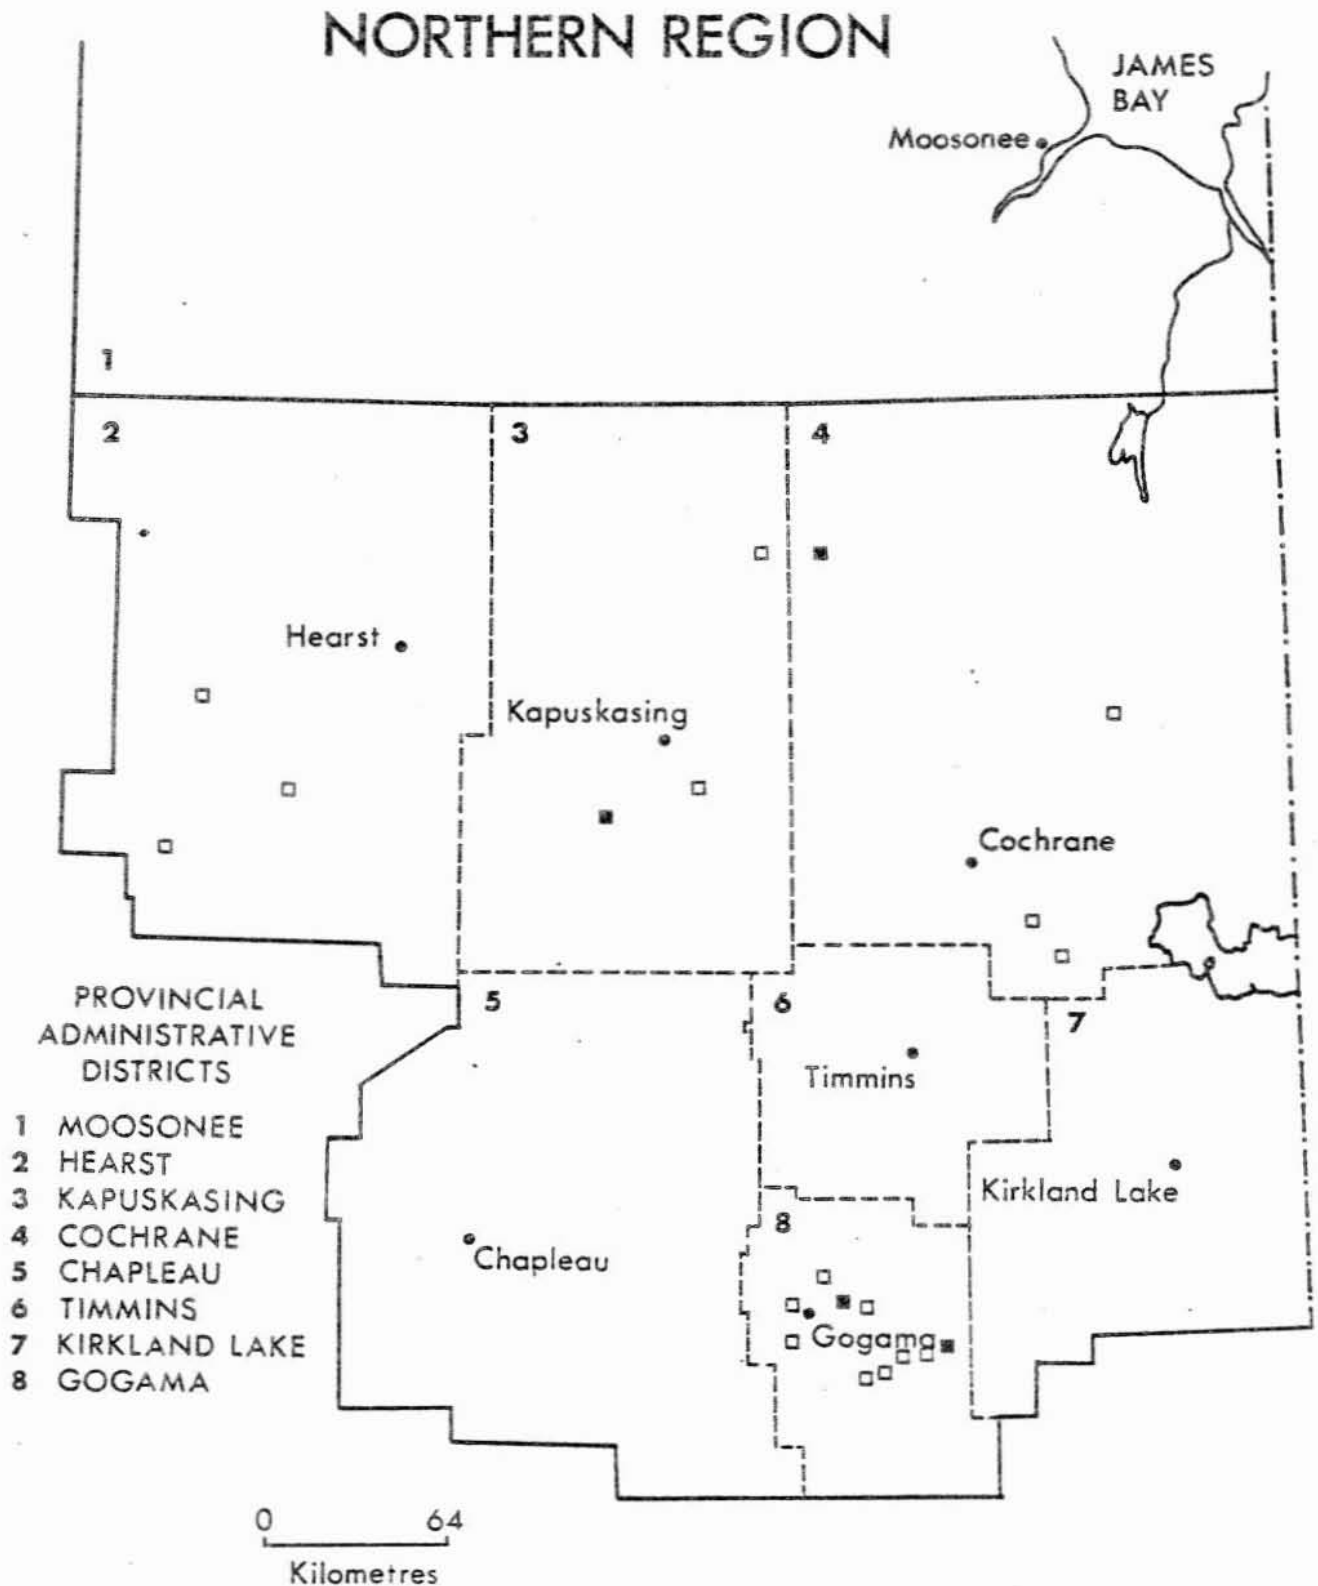 NORTHERN REGION
JAMES
BAY
Moosonee
1
2
3
4
Hearst
Kapuskasing
Cochrane
5
6
7
PROVINCIAL
ADMINISTRATIVE
DISTRICTS
Timmins
1 MOOSONEE
2 HEARST
3 KAPUSKASING
4 COCHRANE
5 CHAPLEAU
6 TIMMINS
7 KIRKLAND LAKE
8 GOGAMA
Kirkland Lake
8
Chapleau
Gogama
0 64
Kilometres